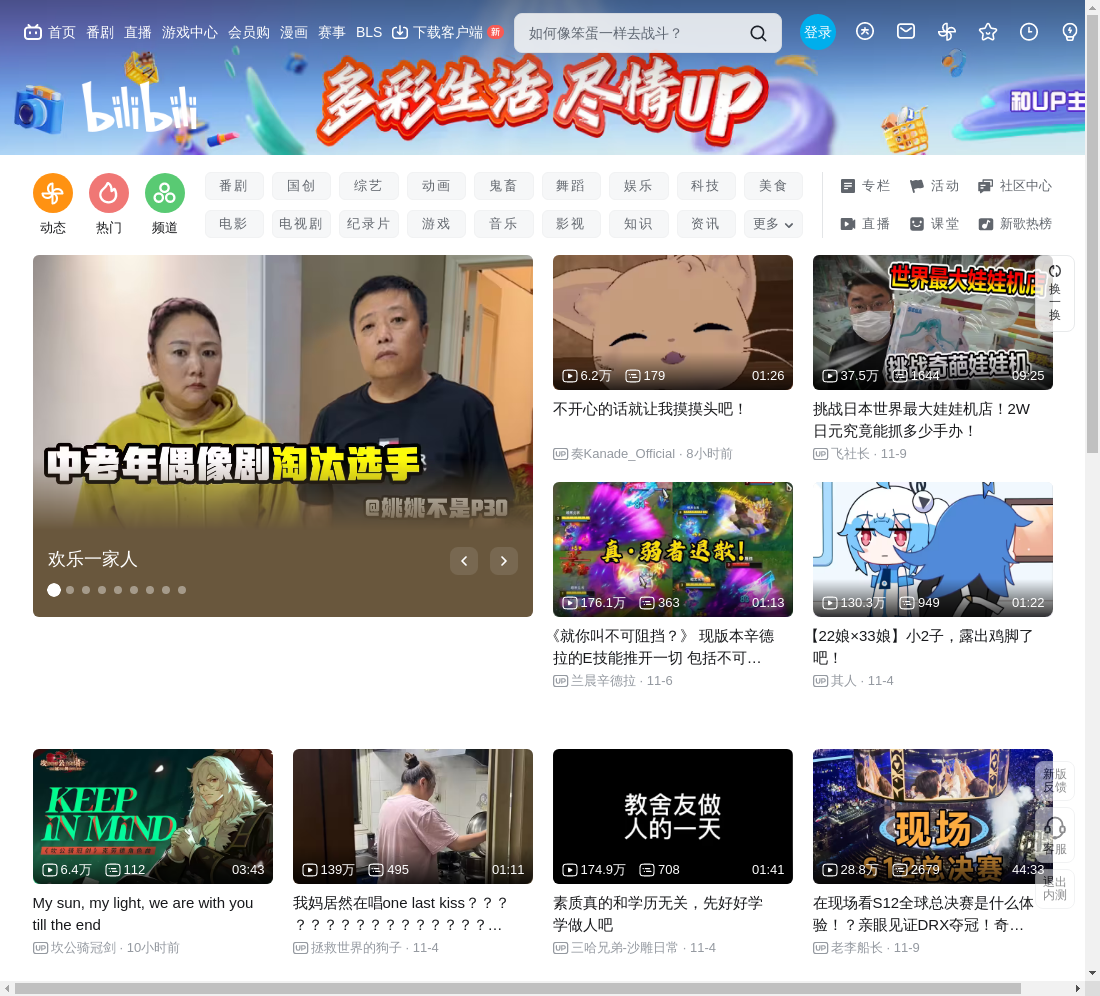 首页 番剧 直播 游戏中心 会员购 漫画 赛事 BLS 下载客户端 新 如何像笨蛋一样去战斗？ 登录
bilibili 多彩生活 尽情UP 和UP主
番剧 国创 综艺 动画 鬼畜 舞蹈 娱乐 科技 美食 专栏 活动 社区中心
动态 热门 频道
电影 电视剧 纪录片 游戏 音乐 影视 知识 资讯 更多 直播 课堂 新歌热榜
中老年偶像剧淘汰选手
@姚姚不是P30
欢乐一家人
6.2万 179 01:26
不开心的话就让我摸摸头吧！
UP 奏Kanade_Official · 8小时前
世界最大娃娃机店
SEGA
挑战奇葩娃娃机
37.5万 1644 09:25
挑战日本世界最大娃娃机店！2W
日元究竟能抓多少手办！
UP 飞社长 · 11-9
换
一
换
真·弱者退散！
176.1万 363 01:13
《就你叫不可阻挡？》 现版本辛德
拉的E技能推开一切 包括不可…
UP 兰晨辛德拉 · 11-6
130.3万 949 01:22
【22娘×33娘】小2子，露出鸡脚了
吧！
UP 其人 · 11-4
KEEP
IN MIND
6.4万 112 03:43
My sun, my light, we are with you
till the end
UP 坎公骑冠剑 · 10小时前
139万 495 01:11
我妈居然在唱one last kiss？？？
？？？？？？？？？？？？？…
UP 拯救世界的狗子 · 11-4
教舍友做
人的一天
174.9万 708 01:41
素质真的和学历无关，先好好学
学做人吧
UP 三哈兄弟-沙雕日常 · 11-4
现场
S12总决赛
28.8万 2679 44:33
在现场看S12全球总决赛是什么体
验！？亲眼见证DRX夺冠！奇…
UP 老李船长 · 11-9
新版
反馈
客服
退出
内测